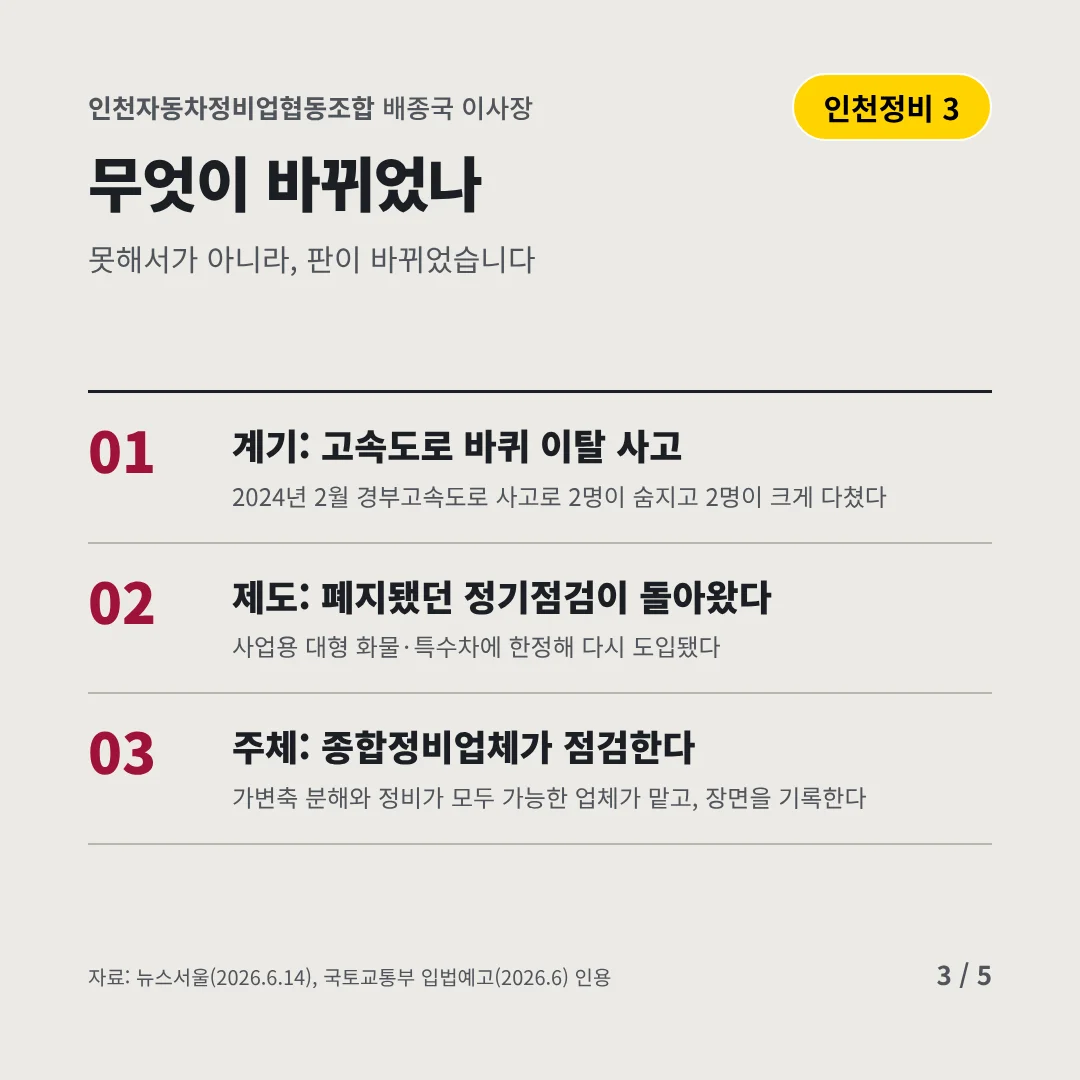 인천자동차정비업협동조합 배종국 이사장
인천정비 3
무엇이 바뀌었나
못해서가 아니라, 판이 바뀌었습니다
01
계기: 고속도로 바퀴 이탈 사고
2024년 2월 경부고속도로 사고로 2명이 숨지고 2명이 크게 다쳤다
02
제도: 폐지됐던 정기점검이 돌아왔다
사업용 대형 화물·특수차에 한정해 다시 도입됐다
03
주체: 종합정비업체가 점검한다
가변축 분해와 정비가 모두 가능한 업체가 맡고, 장면을 기록한다
자료: 뉴스서울(2026.6.14), 국토교통부 입법예고(2026.6) 인용
3 / 5